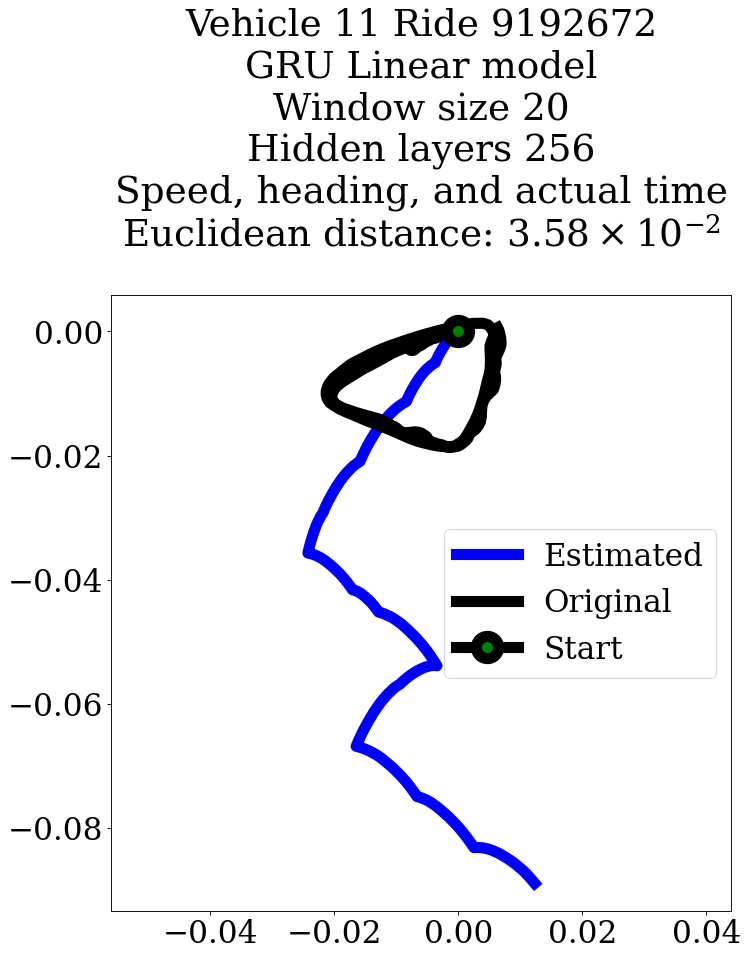 Vehicle 11 Ride 9192672
GRU Linear model
Window size 20
Hidden layers 256
Speed, heading, and actual time
Euclidean distance: 3.58 × 10⁻²
0.00
−0.02
−0.04
−0.06
−0.08
Estimated
Original
Start
−0.04 −0.02 0.00 0.02 0.04